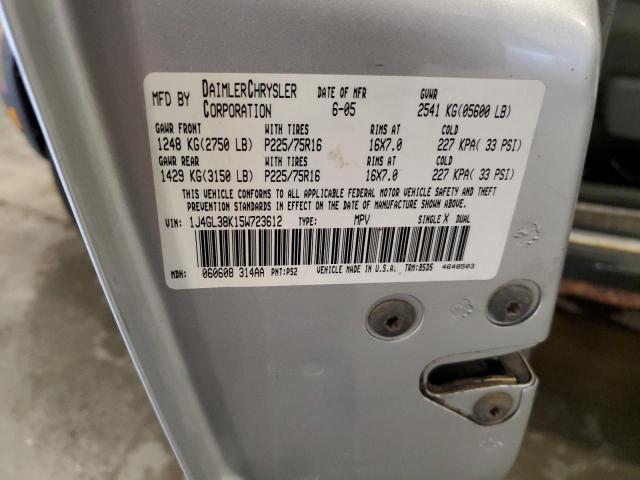 MFD BY DAIMLERCHRYSLER CORPORATION DATE OF MFR 6-05 GVWR 2541 KG(05600 LB)
GAWR FRONT WITH TIRES RIMS AT COLD
1248 KG(2750 LB) P225/75R16 16X7.0 227 KPA( 33 PSI)
GAWR REAR WITH TIRES RIMS AT COLD
1429 KG(3150 LB) P225/75R16 16X7.0 227 KPA( 33 PSI)
THIS VEHICLE CONFORMS TO ALL APPLICABLE FEDERAL MOTOR VEHICLE SAFETY AND THEFT
PREVENTION STANDARDS IN EFFECT ON THE DATE OF MANUFACTURE SHOWN ABOVE.
VIN: 1J4GL38K15W723612 TYPE: MPV SINGLE X DUAL
MDH: 060608 314AA PNT:PS2 VEHICLE MADE IN U.S.A. TRM:B5D5 4648503